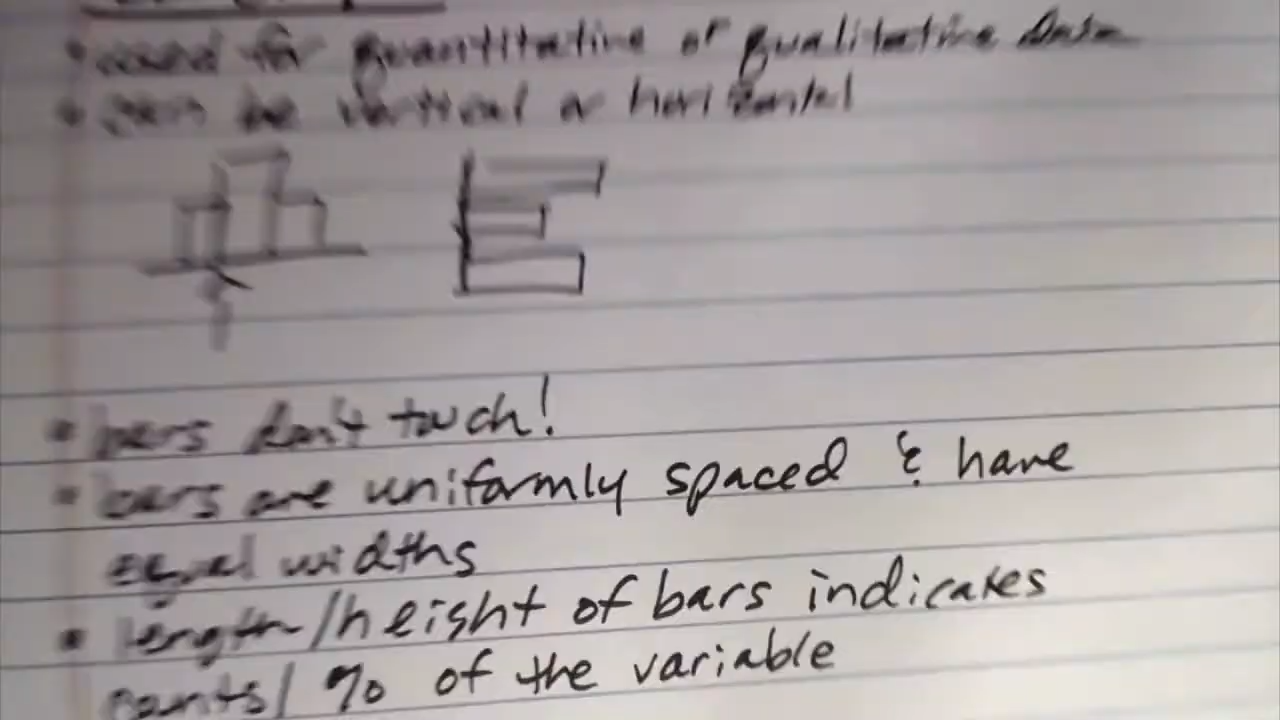 • used for quantitative or qualitative data
• can be vertical or horizontal
• bars don't touch!
• bars are uniformly spaced & have
equal widths
• length/height of bars indicates
counts/ % of the variable